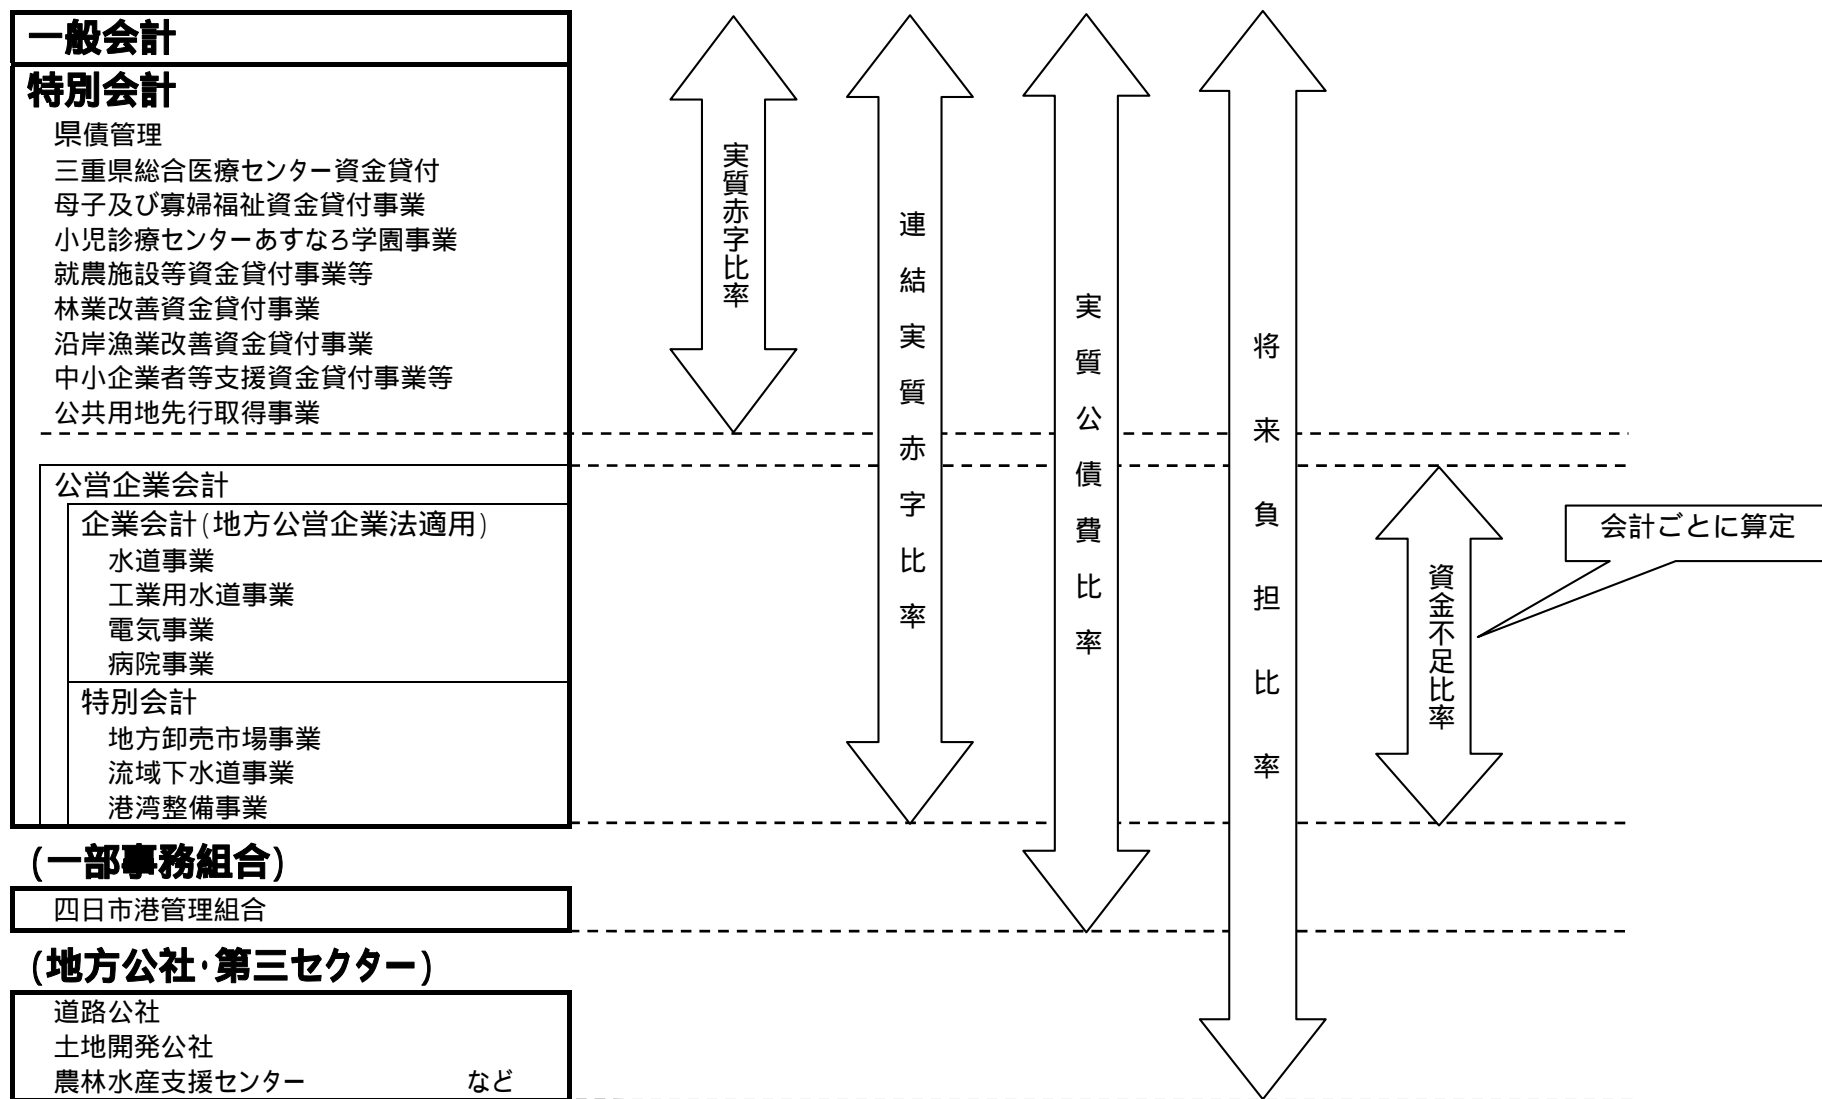 一般会計
特別会計
県債管理
三重県総合医療センター資金貸付
母子及び寡婦福祉資金貸付事業
小児診療センターあすなろ学園事業
就農施設等資金貸付事業等
林業改善資金貸付事業
沿岸漁業改善資金貸付事業
中小企業者等支援資金貸付事業等
公共用地先行取得事業
公営企業会計
企業会計(地方公営企業法適用)
水道事業
工業用水道事業
電気事業
病院事業
特別会計
地方卸売市場事業
流域下水道事業
港湾整備事業
(一部事務組合)
四日市港管理組合
(地方公社・第三セクター)
道路公社
土地開発公社
農林水産支援センター など
実質赤字比率
連結実質赤字比率
実質公債費比率
将来負担比率
資金不足比率
会計ごとに算定